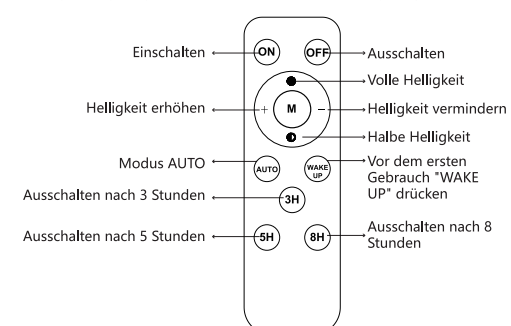 Einschalten
ON
OFF
Ausschalten
Volle Helligkeit
Helligkeit erhöhen
+
M
−
Helligkeit vermindern
Halbe Helligkeit
Modus AUTO
AUTO
WAKE
UP
Vor dem ersten
Gebrauch "WAKE
UP" drücken
Ausschalten nach 3 Stunden
3H
Ausschalten nach 5 Stunden
5H
8H
Ausschalten nach 8
Stunden